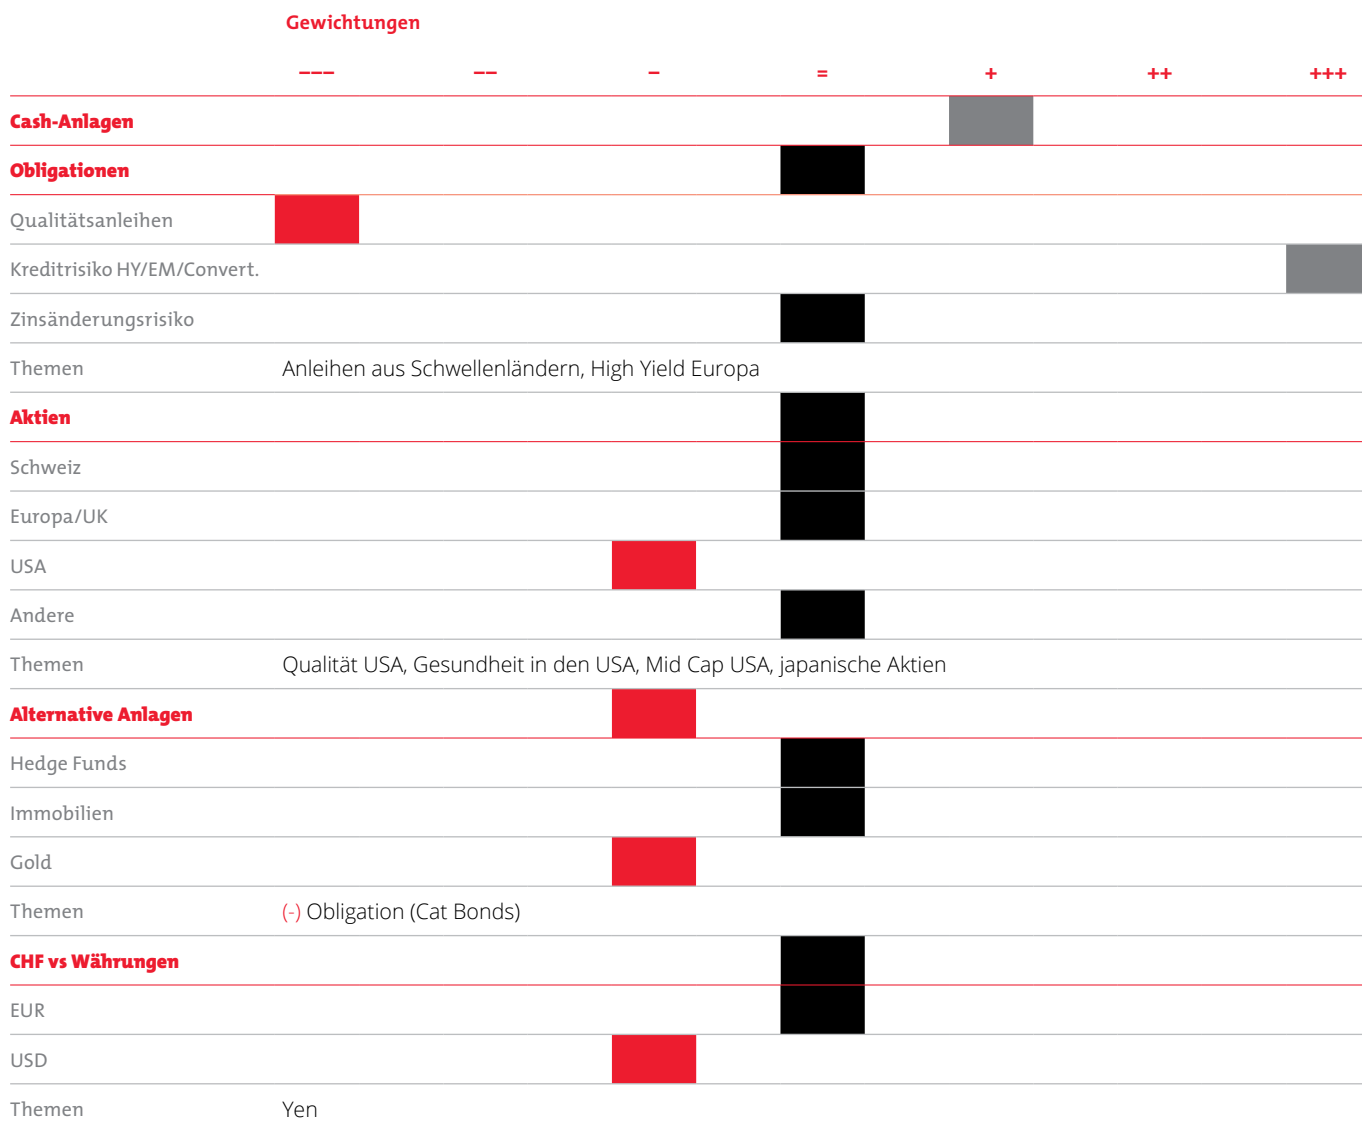 Gewichtungen
––– –– – = + ++ +++
Cash-Anlagen
Obligationen
Qualitätsanleihen
Kreditrisiko HY/EM/Convert.
Zinsänderungsrisiko
Themen Anleihen aus Schwellenländern, High Yield Europa
Aktien
Schweiz
Europa/UK
USA
Andere
Themen Qualität USA, Gesundheit in den USA, Mid Cap USA, japanische Aktien
Alternative Anlagen
Hedge Funds
Immobilien
Gold
Themen (-) Obligation (Cat Bonds)
CHF vs Währungen
EUR
USD
Themen Yen